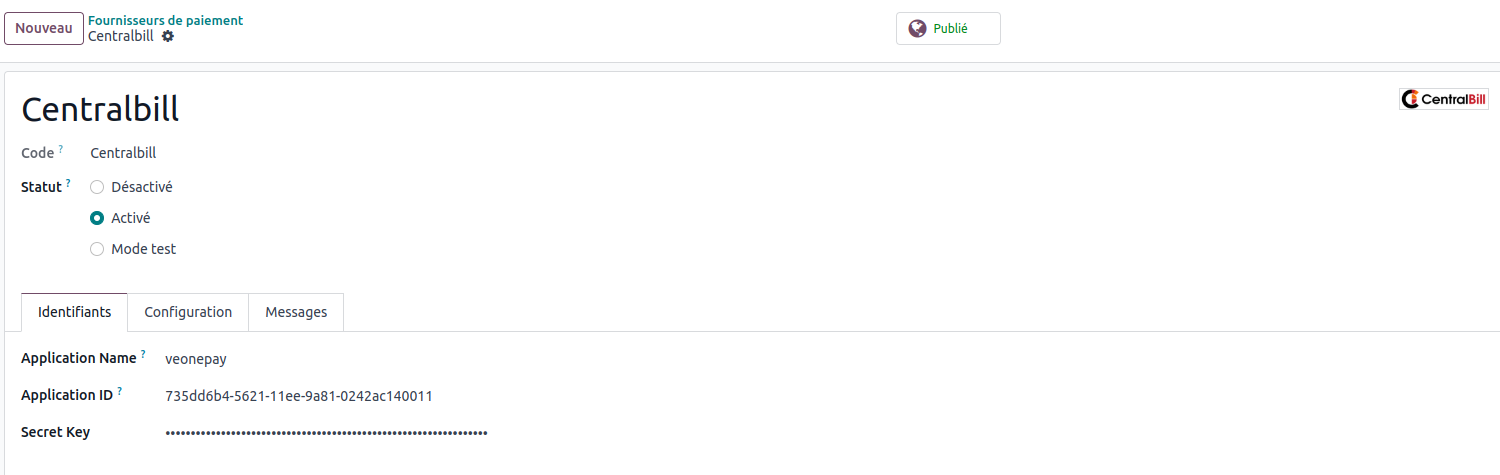 Nouveau
Fournisseurs de paiement
Centralbill
Publié
Centralbill
CentralBill
Code ?
Centralbill
Statut ?
Désactivé
Activé
Mode test
Identifiants
Configuration
Messages
Application Name ?
veonepay
Application ID ?
735dd6b4-5621-11ee-9a81-0242ac140011
Secret Key